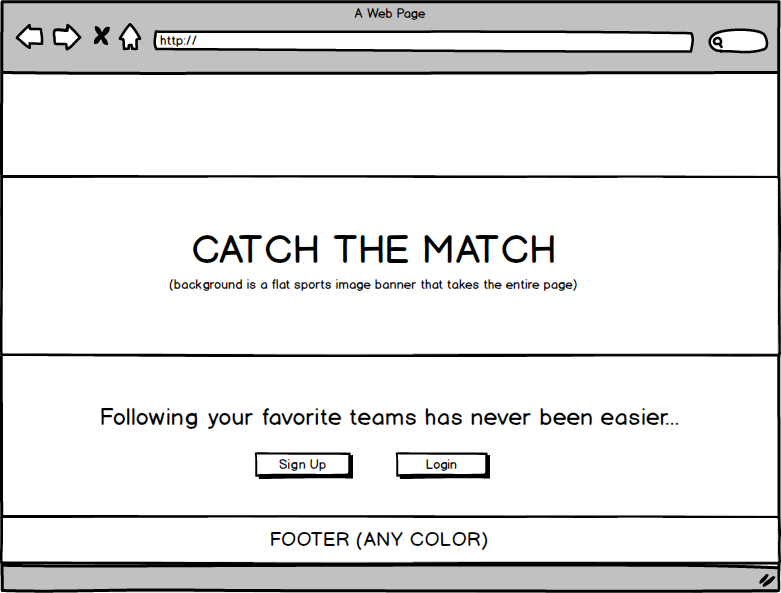 A Web Page
http://
CATCH THE MATCH
(background is a flat sports image banner that takes the entire page)
Following your favorite teams has never been easier...
Sign Up
Login
FOOTER (ANY COLOR)